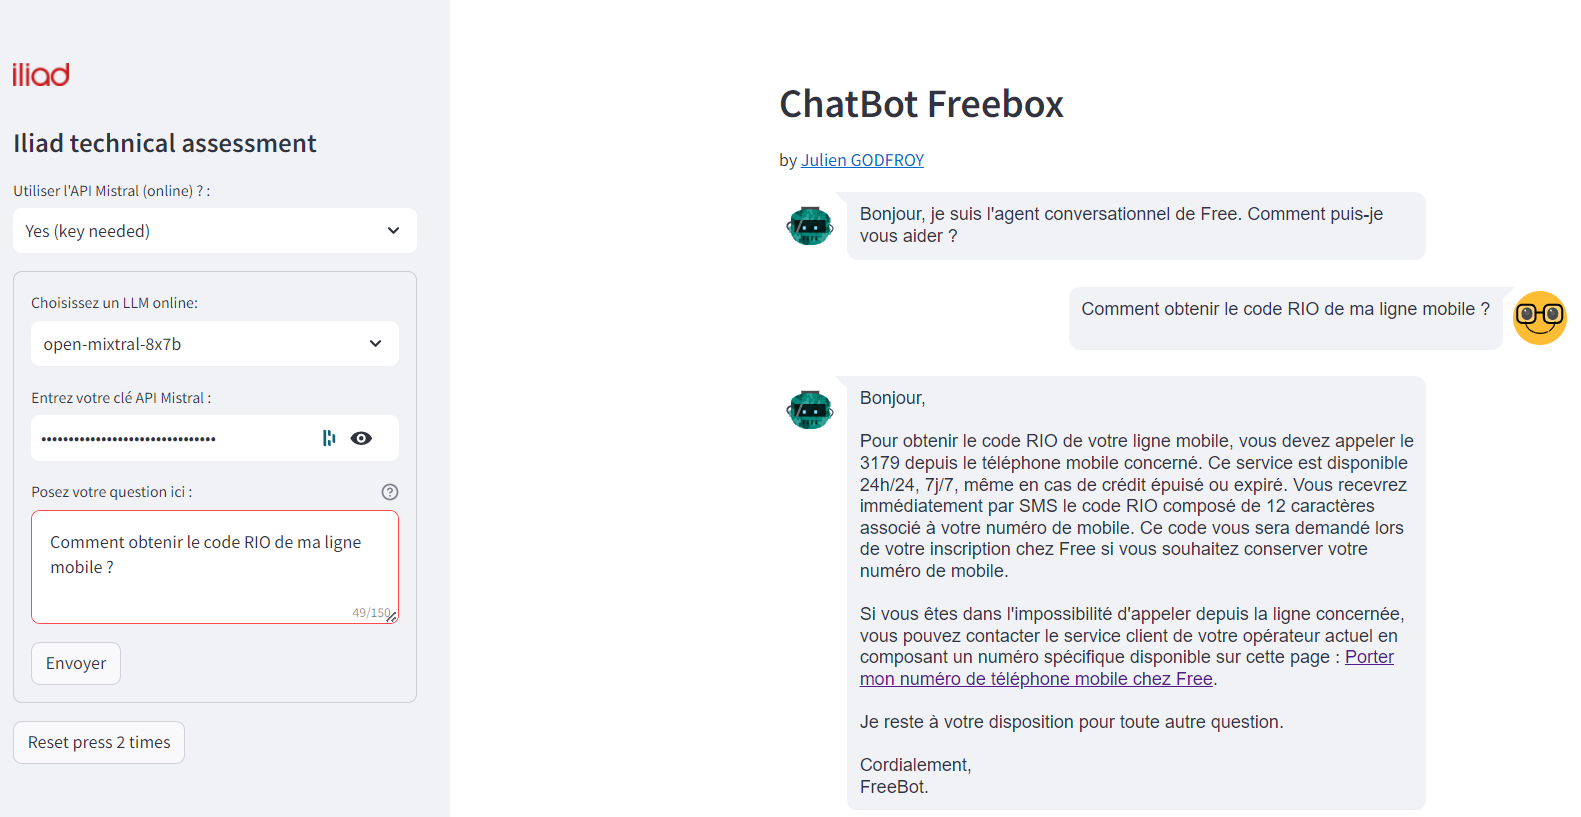 iliad
Iliad technical assessment
Utiliser l'API Mistral (online) ? :
Yes (key needed)
Choisissez un LLM online:
open-mixtral-8x7b
Entrez votre clé API Mistral :
••••••••••••••••••••••••••••••••
Posez votre question ici :
Comment obtenir le code RIO de ma ligne
mobile ?
49/150
Envoyer
Reset press 2 times
ChatBot Freebox
by Julien GODFROY
Bonjour, je suis l'agent conversationnel de Free. Comment puis-je
vous aider ?
Comment obtenir le code RIO de ma ligne mobile ?
Bonjour,
Pour obtenir le code RIO de votre ligne mobile, vous devez appeler le
3179 depuis le téléphone mobile concerné. Ce service est disponible
24h/24, 7j/7, même en cas de crédit épuisé ou expiré. Vous recevrez
immédiatement par SMS le code RIO composé de 12 caractères
associé à votre numéro de mobile. Ce code vous sera demandé lors
de votre inscription chez Free si vous souhaitez conserver votre
numéro de mobile.
Si vous êtes dans l'impossibilité d'appeler depuis la ligne concernée,
vous pouvez contacter le service client de votre opérateur actuel en
composant un numéro spécifique disponible sur cette page : Porter
mon numéro de téléphone mobile chez Free.
Je reste à votre disposition pour toute autre question.
Cordialement,
FreeBot.